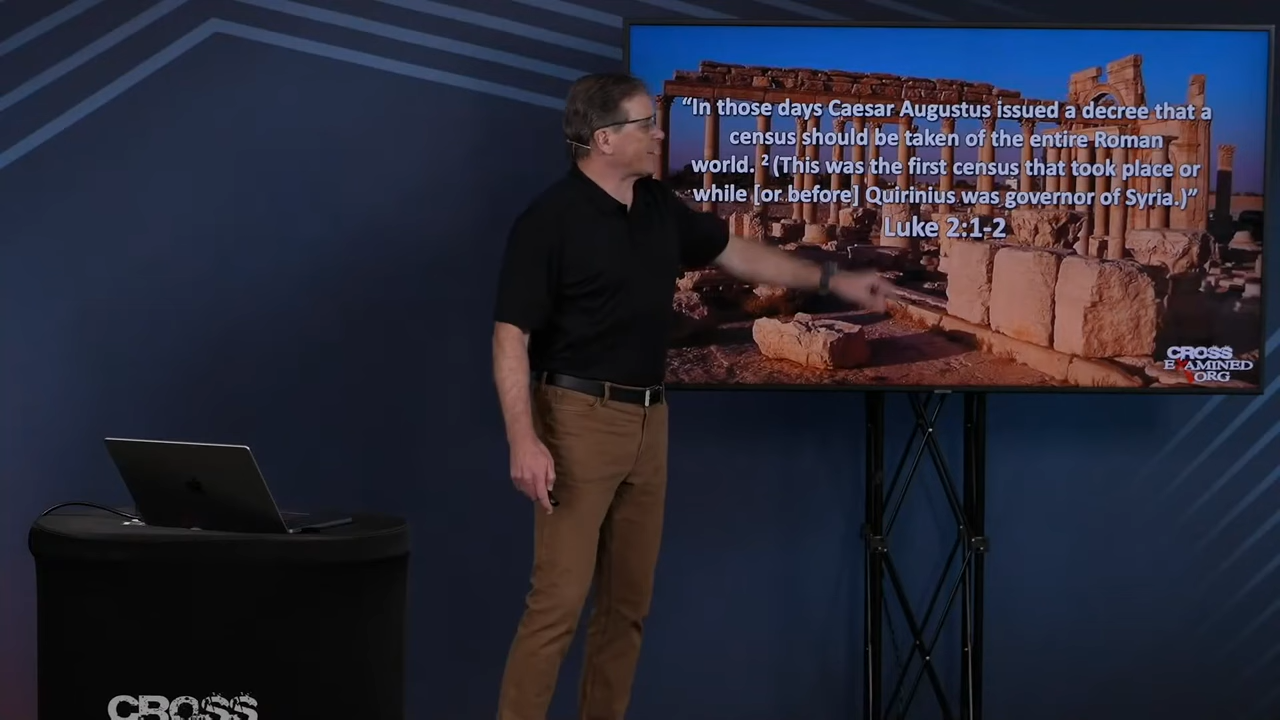 “In those days Caesar Augustus issued a decree that a
census should be taken of the entire Roman
world. ² (This was the first census that took place or
while [or before] Quirinius was governor of Syria.)”
Luke 2:1-2
CROSS
EXAMINED
ORG
CROSS